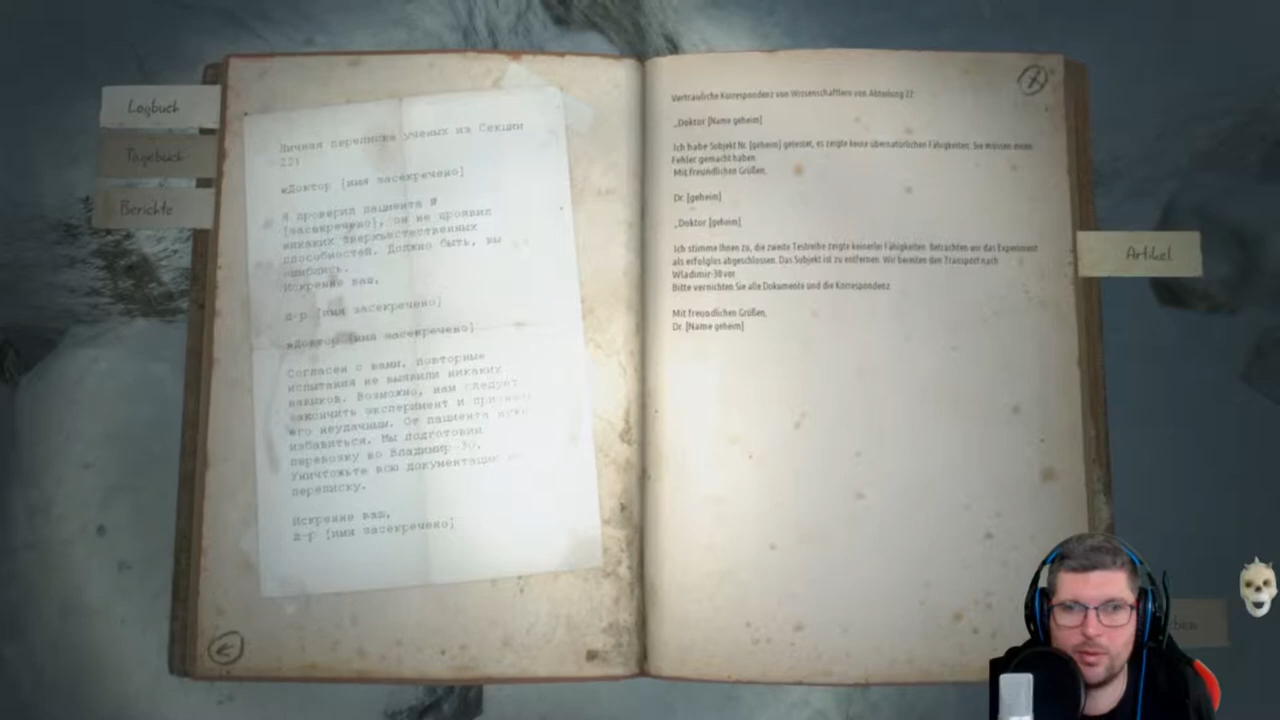 Logbuch
Tagebuch
Berichte
Личная переписка ученых из Секции
22:
«Доктор [имя засекречено]
Я проверил пациента №
[засекречено], он не проявил
никаких сверхъестественных
способностей. Должно быть, вы
ошиблись.
Искренне ваш,
д-р [имя засекречено]
«Доктор [имя засекречено]
Согласен с вами, повторные
испытания не выявили никаких
навыков. Возможно, нам следует
закончить эксперимент и
его неудачным. От пациента
избавиться. Мы подготовим
перевозку во Владимир-30.
Уничтожьте всю документацию
переписку.
Искренне ваш,
д-р [имя засекречено]
Vertrauliche Korrespondenz von Wissenschaftlern von Abteilung 22:
„Doktor [Name geheim]
Ich habe Subjekt Nr. [geheim] getestet, es zeigte keine übernatürlichen Fähigkeiten. Sie müssen einen
Fehler gemacht haben.
Mit freundlichen Grüßen,
Dr. [geheim]
„Doktor [geheim],
Ich stimme Ihnen zu, die zweite Testreihe zeigte keinerlei Fähigkeiten. Betrachten wir das Experiment
als erfolglos abgeschlossen. Das Subjekt ist zu entfernen. Wir bereiten den Transport nach
Wladimir-30 vor.
Bitte vernichten Sie alle Dokumente und die Korrespondenz.
Mit freundlichen Grüßen,
Dr. [Name geheim]
Artikel